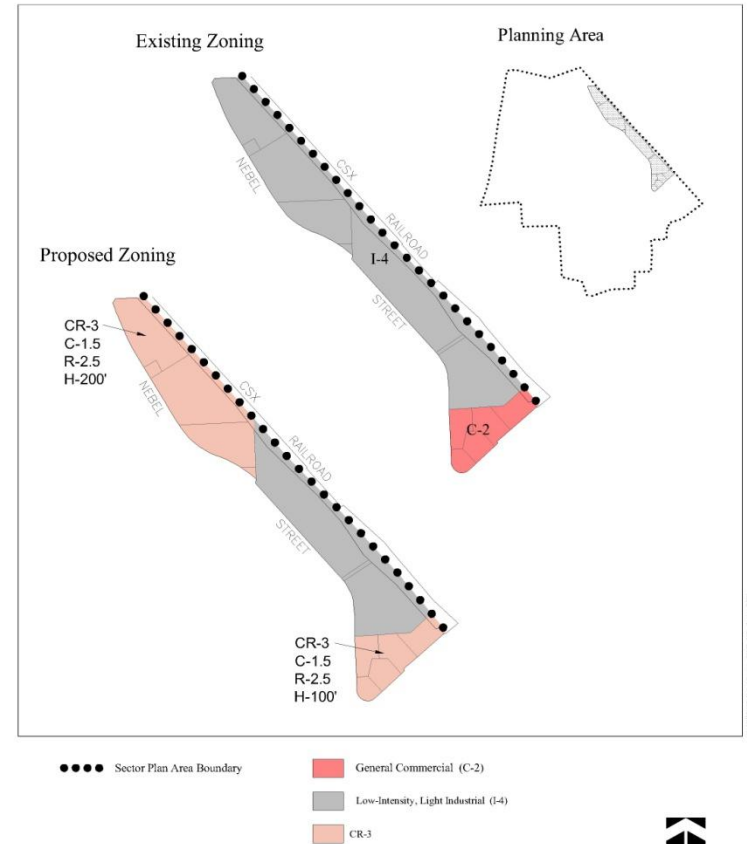 Existing Zoning
Planning Area
NEBEL
CSX
RAILROAD
I-4
STREET
C-2
Proposed Zoning
CR-3
C-1.5
R-2.5
H-200'
NEBEL
CSX
RAILROAD
STREET
CR-3
C-1.5
R-2.5
H-100'
Sector Plan Area Boundary
General Commercial (C-2)
Low-Intensity, Light Industrial (I-4)
CR-3